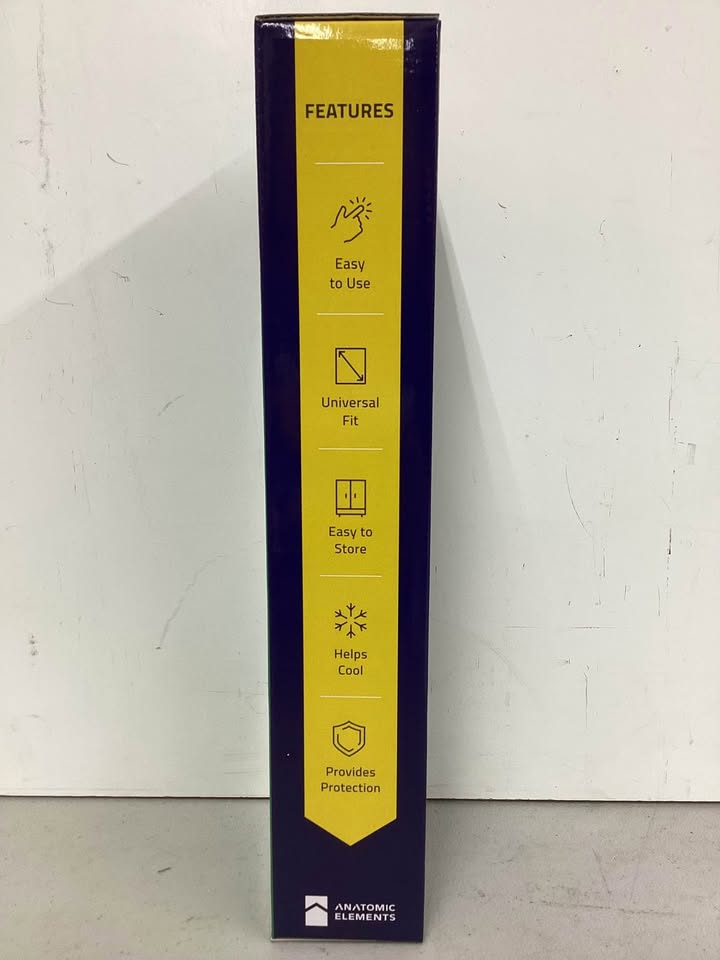 FEATURES
Easy
to Use
Universal
Fit
Easy to
Store
Helps
Cool
Provides
Protection
ANATOMIC
ELEMENTS